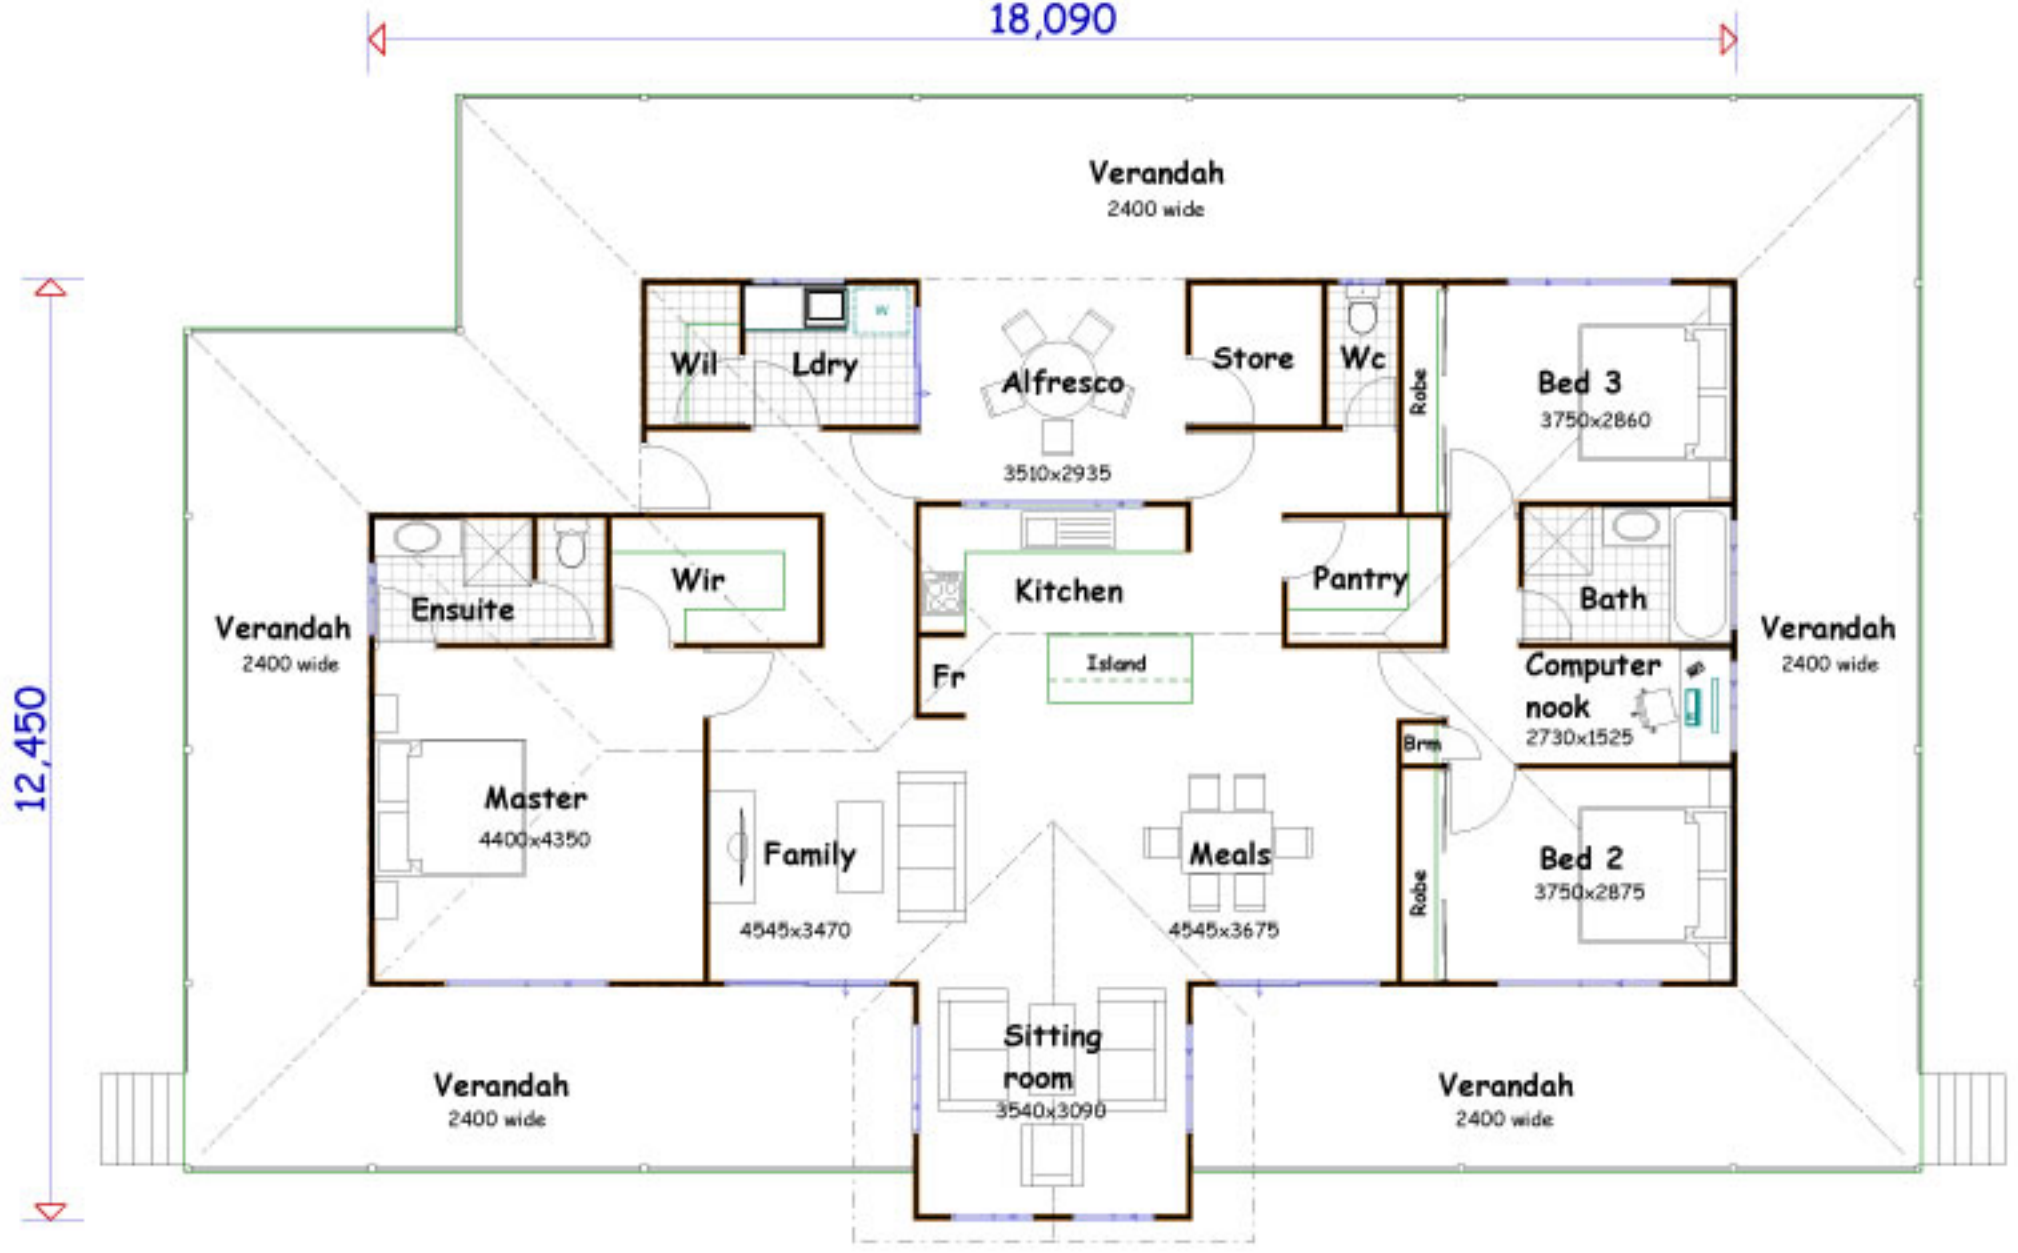 18,090
Verandah
2400 wide
Wil
Ldry
W
Alfresco
3510x2935
Store
Wc
Robe
Bed 3
3750x2860
Verandah
2400 wide
Ensuite
Wir
Kitchen
Pantry
Bath
Verandah
2400 wide
12,450
Fr
Island
Computer
nook
2730x1525
Brm
Master
4400x4350
Family
4545x3470
Meals
4545x3675
Robe
Bed 2
3750x2875
Verandah
2400 wide
Sitting
room
3540x3090
Verandah
2400 wide